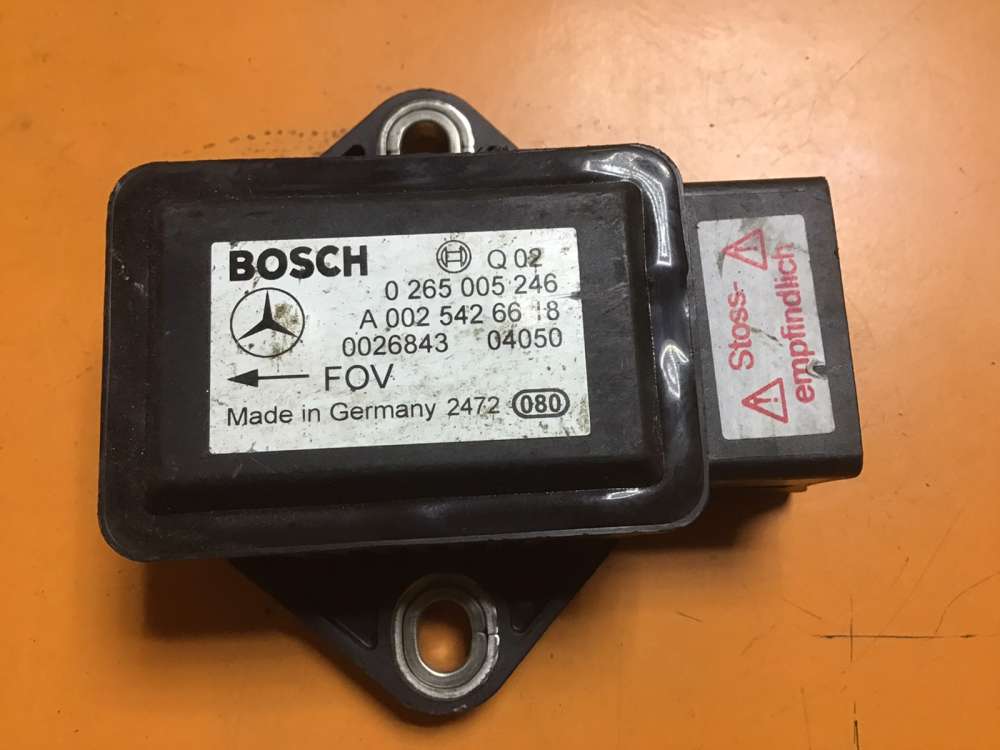 BOSCH Q 02
0 265 005 246
A 002 542 66 18
0026843 04050
FOV
Made in Germany 2472 080
Stoss-
empfindlich